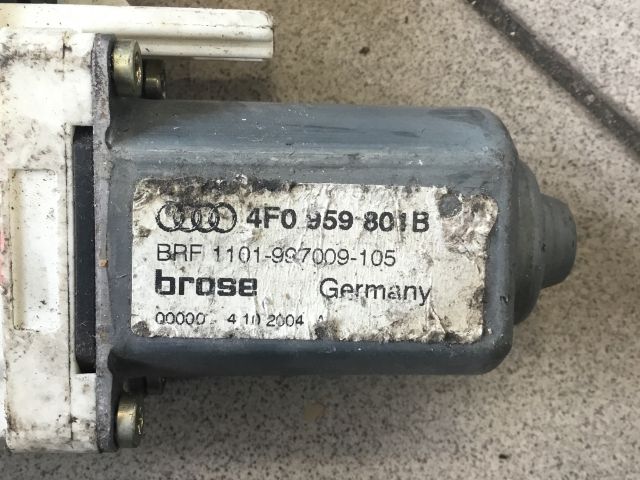 4F0 959 801B
BRF 1101-997009-105
brose Germany
00000 - 4 10 2004 A